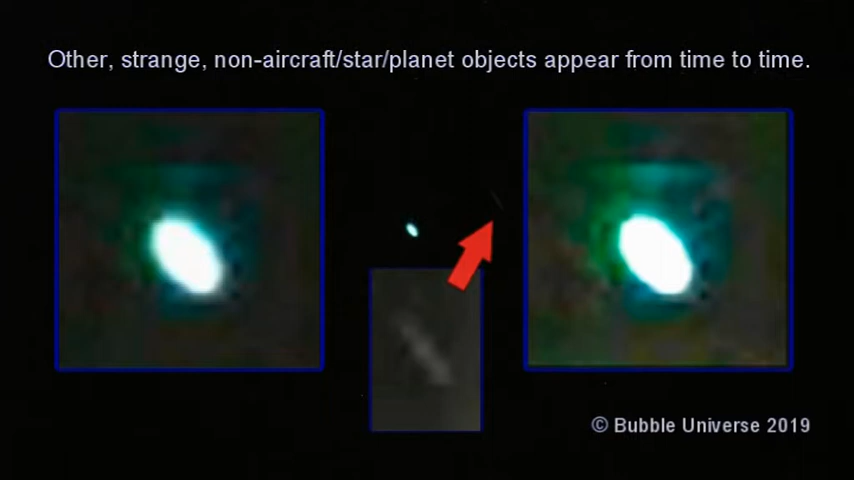 Other, strange, non-aircraft/star/planet objects appear from time to time.
© Bubble Universe 2019